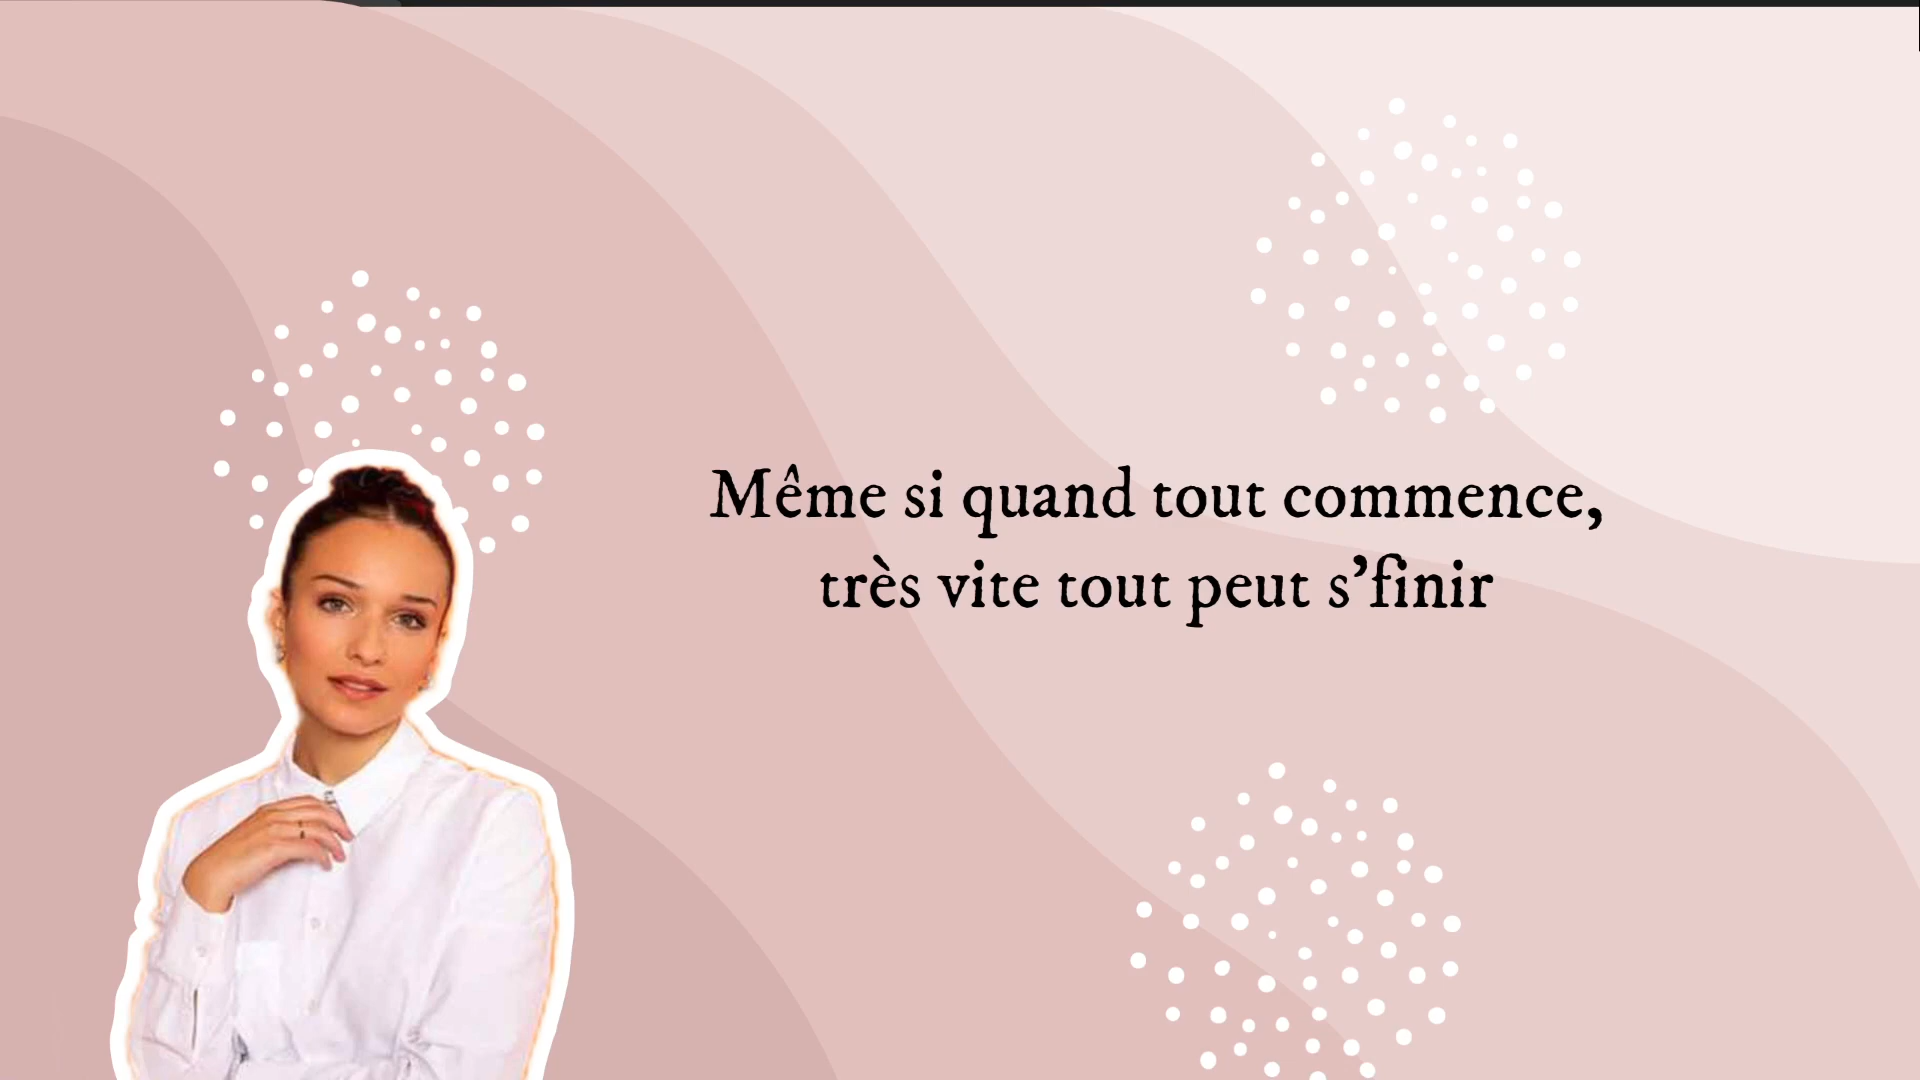 Même si quand tout commence,
très vite tout peut s’finir